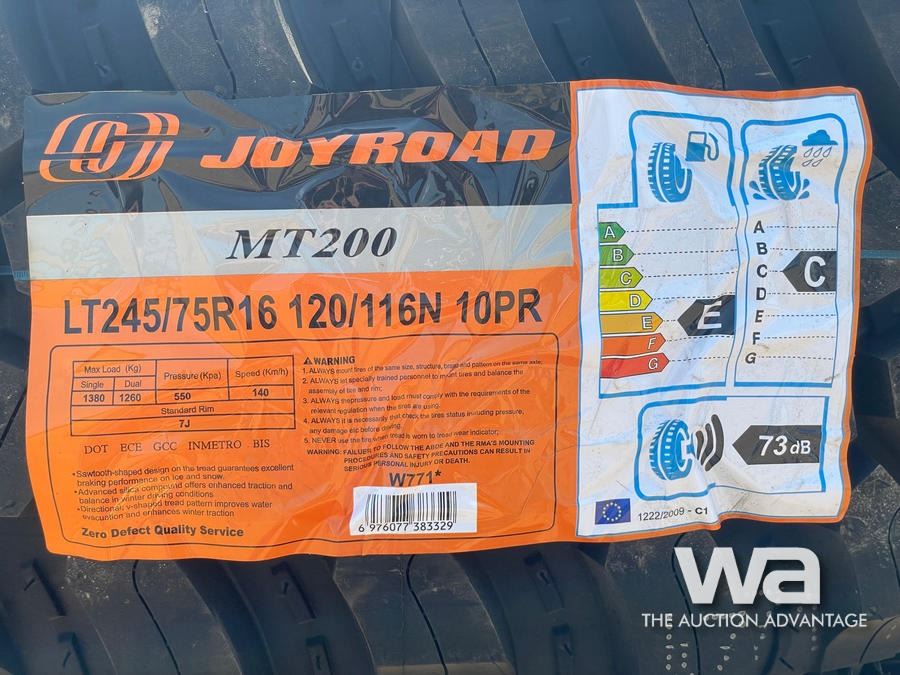 JOYROAD
MT200
LT245/75R16 120/116N 10PR
Max Load (Kg) Pressure (Kpa) Speed (Km/h)
Single Dual
1380 1260 550 140
Standard Rim
7J
DOT ECE GCC INMETRO BIS
•Sawtooth-shaped design on the tread guarantees excellent
braking performance on ice and snow.
•Advanced silica compound offers enhanced traction and
balance in winter driving conditions
•Directional v-shaped tread pattern improves water
evacuation and enhances winter traction
Zero Defect Quality Service
WARNING
1. ALWAYS mount tires of the same size, structure, brand and pattern on the same axle;
2. ALWAYS let specially trained personnel to mount tires and balance the
assembly of tire and rim;
3. ALWAYS the pressure and load must comply with the requirements of the
relevant regulation when the tires are using.
4. ALWAYS it is necessary that check the tires status including pressure,
any damage etc before driving.
5. NEVER use the tire when tread is worn to tread wear indicator;
WARNING: FAILURE TO FOLLOW THE ABOE AND THE RMA'S MOUNTING
PROCEDURES AND SAFETY PRECAUTIONS CAN RESULT IN
SERIOUS PERSONAL INJURY OR DEATH.
W771*
6 976077 383329
A
B
C
D
E
F
G
E
A
B
C
D
E
F
G
C
73 dB
1222/2009 - C1
wa
THE AUCTION ADVANTAGE